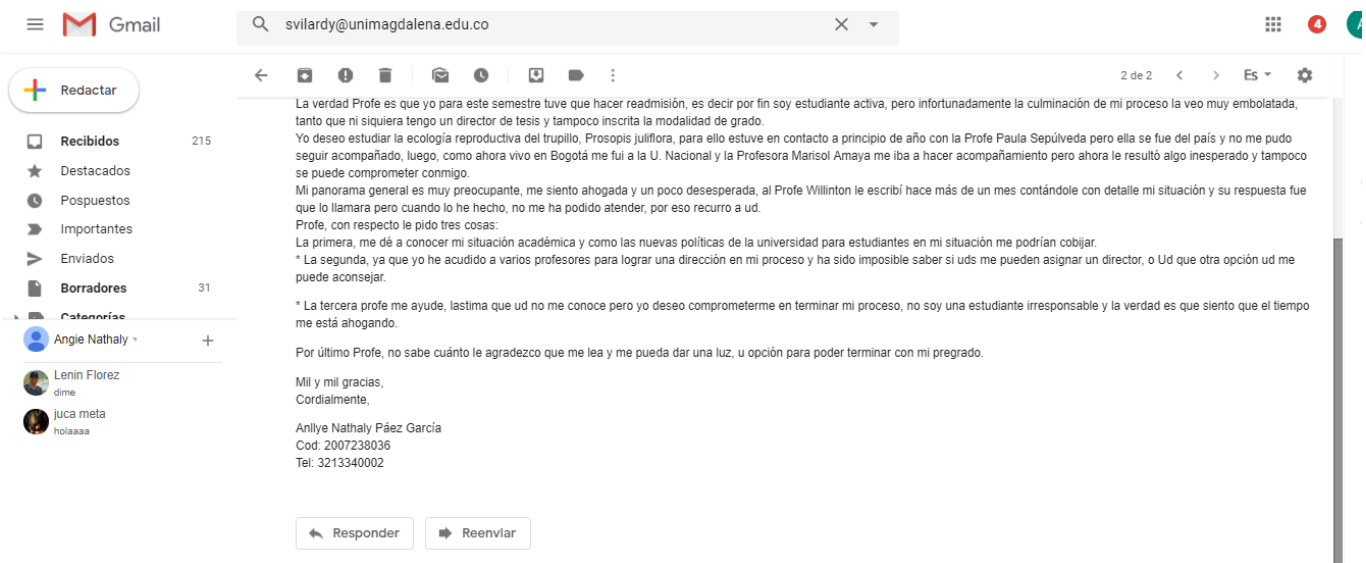 Gmail
svilardy@unimagdalena.edu.co
4
Redactar
2 de 2
Es
Recibidos 215
Destacados
Pospuestos
Importantes
Enviados
Borradores 31
Categorías
Angie Nathaly
Lenin Florez
dime
juca meta
holaaaa
La verdad Profe es que yo para este semestre tuve que hacer readmisión, es decir por fin soy estudiante activa, pero infortunadamente la culminación de mi proceso la veo muy embolatada,
tanto que ni siquiera tengo un director de tesis y tampoco inscrita la modalidad de grado.
Yo deseo estudiar la ecología reproductiva del trupillo, Prosopis juliflora, para ello estuve en contacto a principio de año con la Profe Paula Sepúlveda pero ella se fue del país y no me pudo
seguir acompañado, luego, como ahora vivo en Bogotá me fui a la U. Nacional y la Profesora Marisol Amaya me iba a hacer acompañamiento pero ahora le resultó algo inesperado y tampoco
se puede comprometer conmigo.
Mi panorama general es muy preocupante, me siento ahogada y un poco desesperada, al Profe Willinton le escribí hace más de un mes contándole con detalle mi situación y su respuesta fue
que lo llamara pero cuando lo he hecho, no me ha podido atender, por eso recurro a ud.
Profe, con respecto le pido tres cosas:
La primera, me dé a conocer mi situación académica y como las nuevas políticas de la universidad para estudiantes en mi situación me podrían cobijar.
* La segunda, ya que yo he acudido a varios profesores para lograr una dirección en mi proceso y ha sido imposible saber si uds me pueden asignar un director, o Ud que otra opción ud me
puede aconsejar.
* La tercera profe me ayude, lastima que ud no me conoce pero yo deseo comprometerme en terminar mi proceso, no soy una estudiante irresponsable y la verdad es que siento que el tiempo
me está ahogando.
Por último Profe, no sabe cuánto le agradezco que me lea y me pueda dar una luz, u opción para poder terminar con mi pregrado.
Mil y mil gracias,
Cordialmente,
Anllye Nathaly Páez García
Cod: 2007238036
Tel: 3213340002
Responder
Reenviar